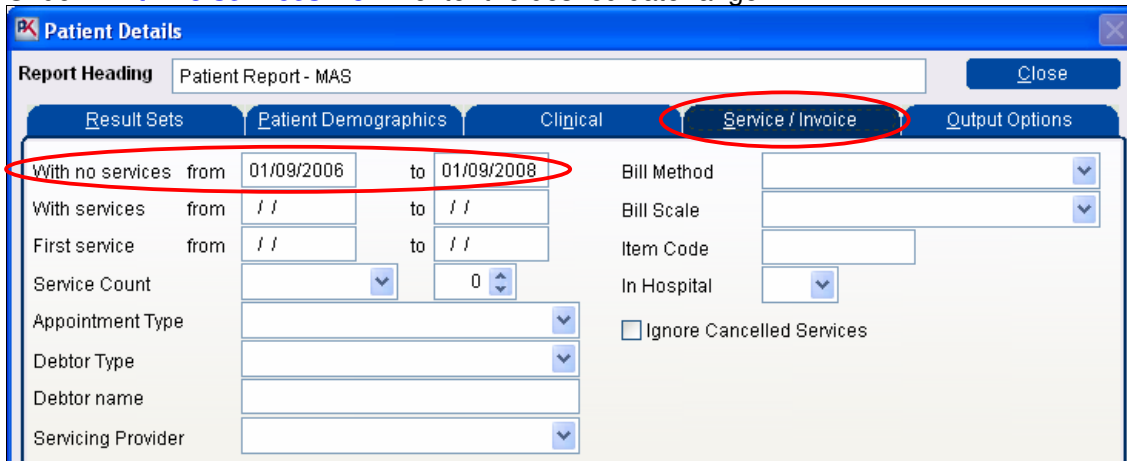 Patient Details
Report Heading Patient Report - MAS Close
Result Sets Patient Demographics Clinical Service / Invoice Output Options
With no services from 01/09/2006 to 01/09/2008 Bill Method
With services from / / to / / Bill Scale
First service from / / to / / Item Code
Service Count 0 In Hospital
Appointment Type Ignore Cancelled Services
Debtor Type
Debtor name
Servicing Provider